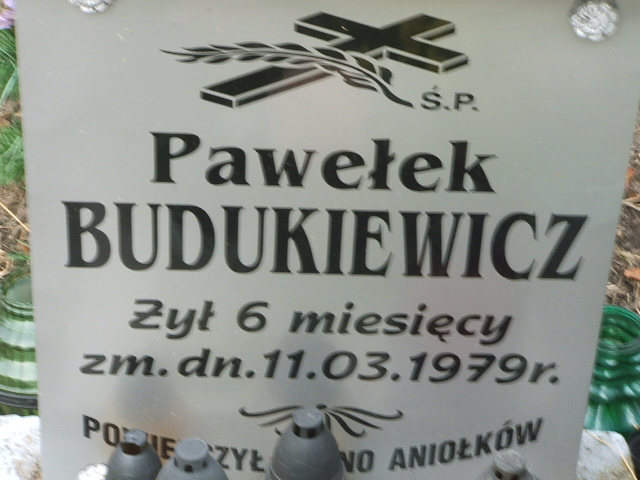 Ś.P.
Pawełek
BUDUKIEWICZ
Żył 6 miesięcy
zm. dn. 11.03.1979r.
ANIOŁKÓW